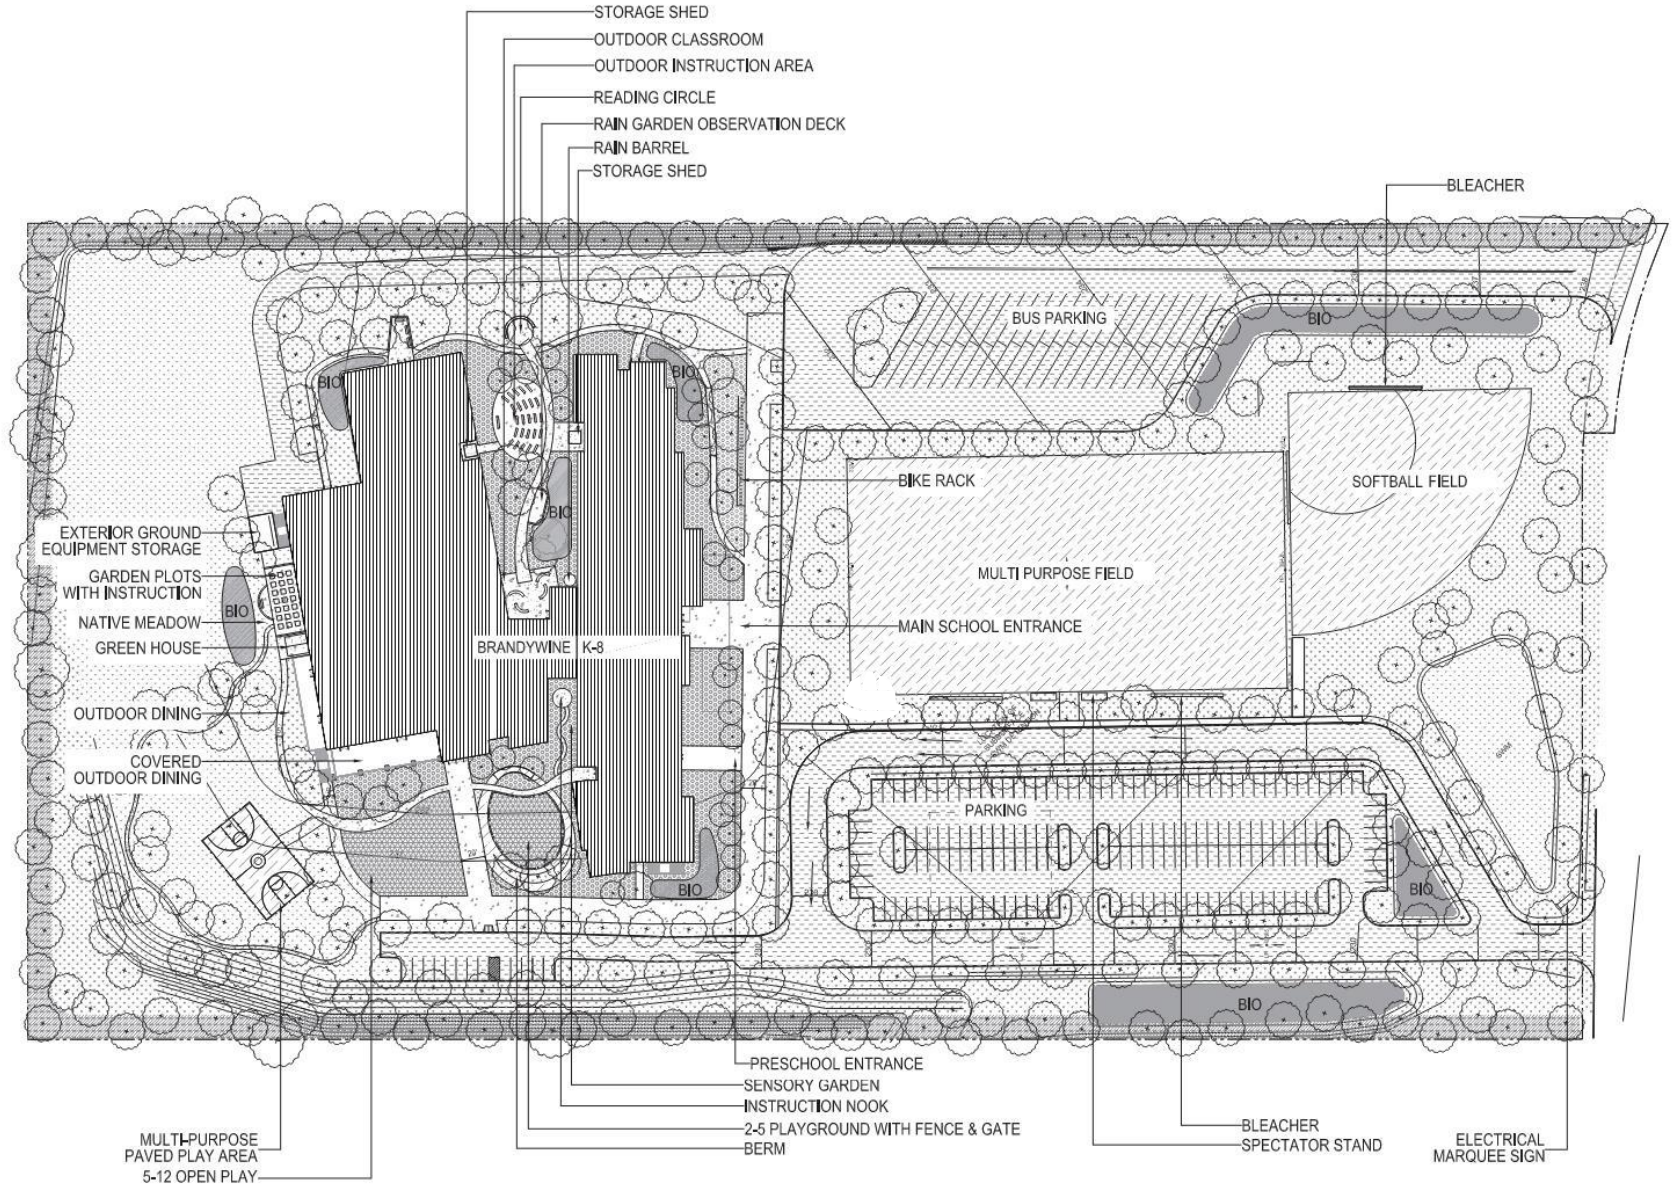 STORAGE SHED
OUTDOOR CLASSROOM
OUTDOOR INSTRUCTION AREA
READING CIRCLE
RAIN GARDEN OBSERVATION DECK
RAIN BARREL
STORAGE SHED
BLEACHER
BUS PARKING
BIO
BIO
BIO
BIKE RACK
SOFTBALL FIELD
BIO
EXTERIOR GROUND
EQUIPMENT STORAGE
GARDEN PLOTS
WITH INSTRUCTION
MULTI PURPOSE FIELD
BIO
NATIVE MEADOW
MAIN SCHOOL ENTRANCE
GREEN HOUSE
BRANDYWINE K-8
OUTDOOR DINING
COVERED
OUTDOOR DINING
PARKING
BIO
BIO
BIO
PRESCHOOL ENTRANCE
SENSORY GARDEN
INSTRUCTION NOOK
2-5 PLAYGROUND WITH FENCE & GATE
BERM
BLEACHER
SPECTATOR STAND
MULTI-PURPOSE
PAVED PLAY AREA
5-12 OPEN PLAY
ELECTRICAL
MARQUEE SIGN